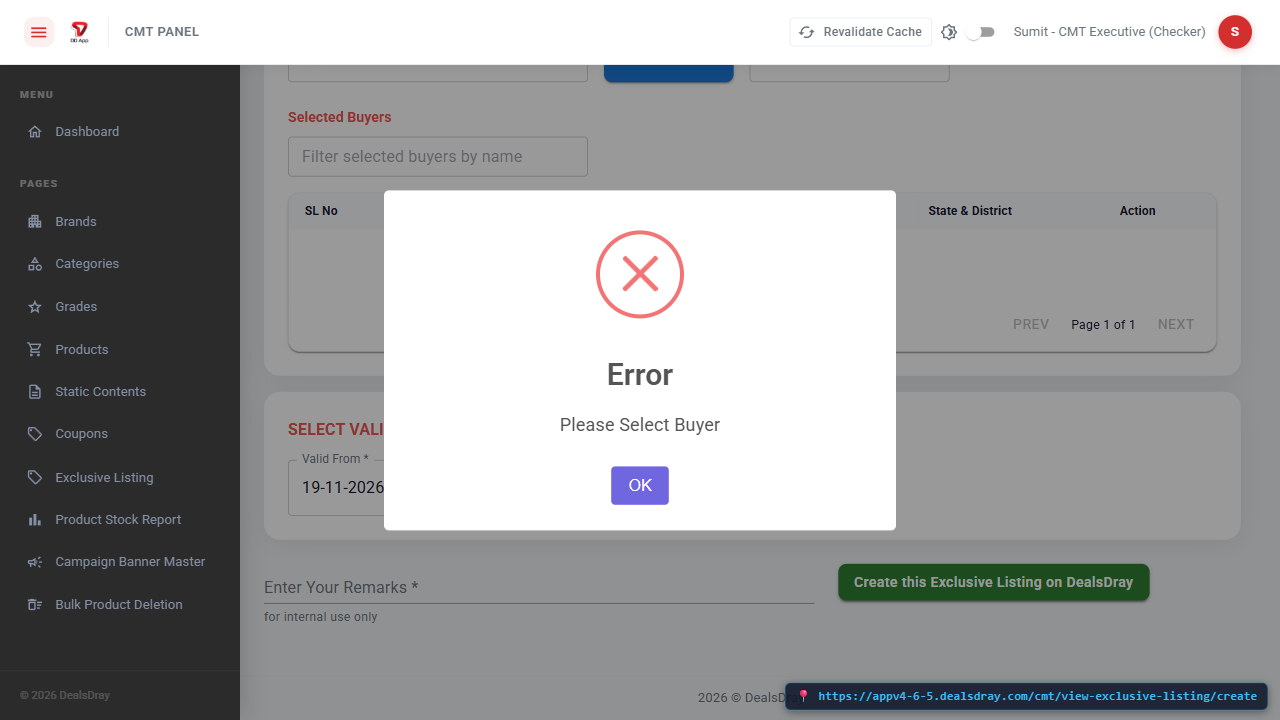 DD App
CMT PANEL
Revalidate Cache
Sumit - CMT Executive (Checker)
S
MENU
Dashboard
PAGES
Brands
Categories
Grades
Products
Static Contents
Coupons
Exclusive Listing
Product Stock Report
Campaign Banner Master
Bulk Product Deletion
© 2026 DealsDray
Selected Buyers
Filter selected buyers by name
SL No
State & District
Action
PREV
Page 1 of 1
NEXT
Error
Please Select Buyer
OK
SELECT VALI
Valid From *
19-11-2026
Enter Your Remarks *
for internal use only
Create this Exclusive Listing on DealsDray
2026 © DealsD
https://appv4-6-5.dealsdray.com/cmt/view-exclusive-listing/create